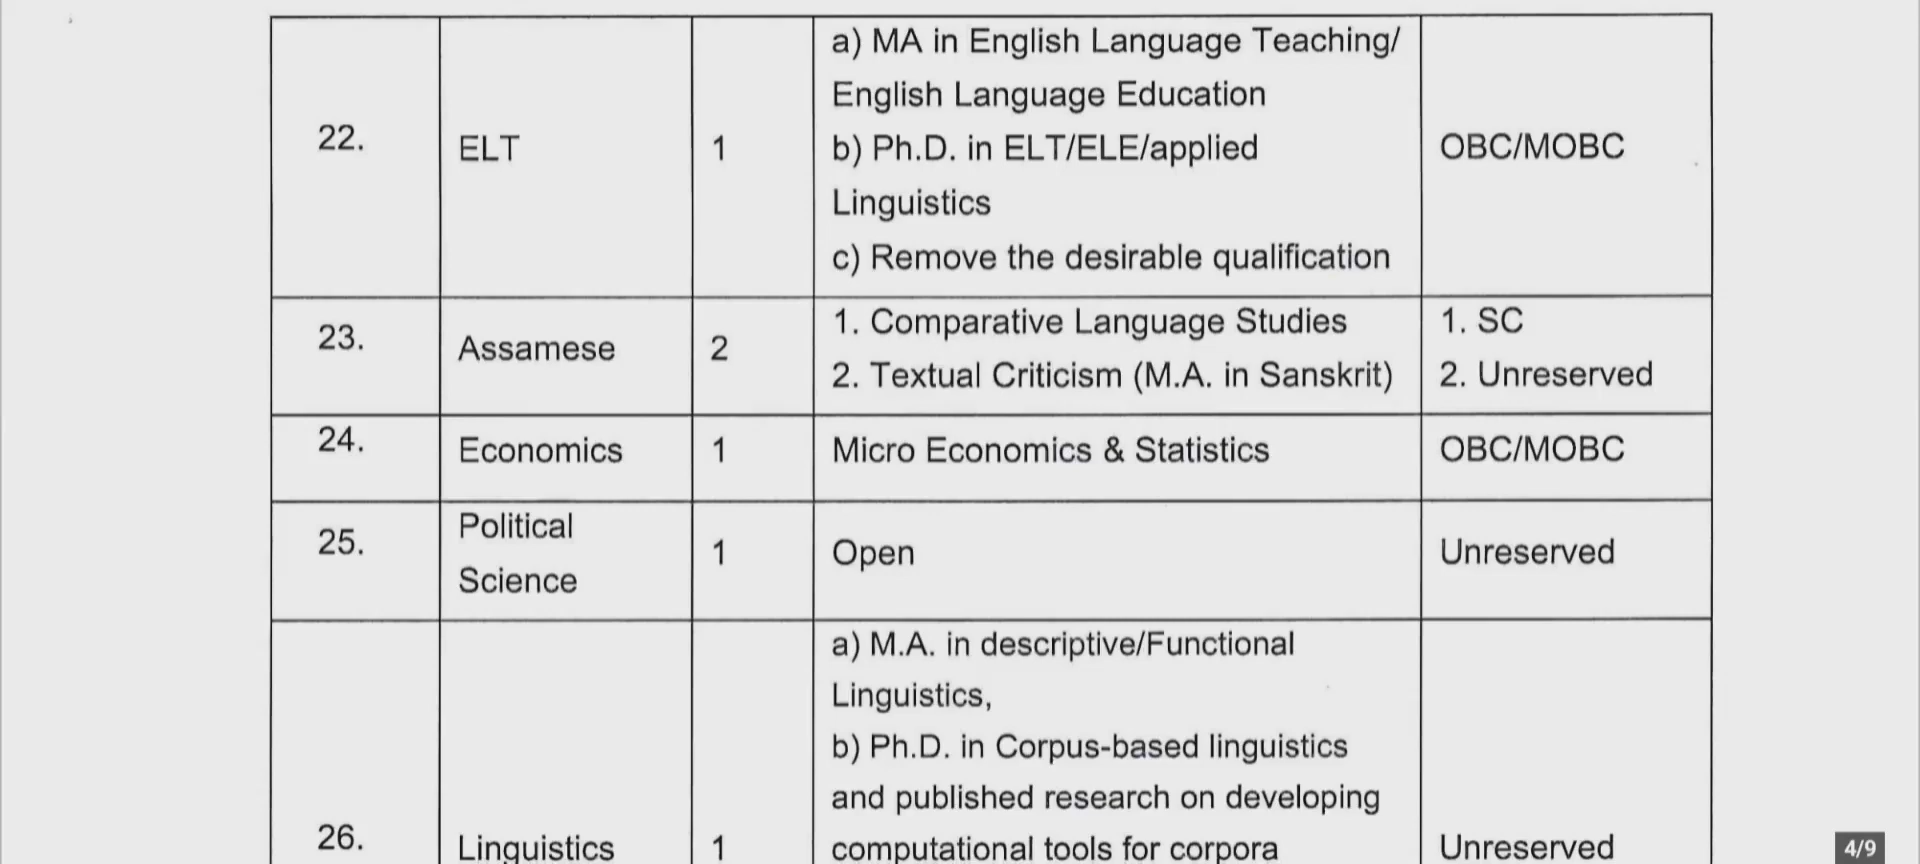 22.
ELT
1
a) MA in English Language Teaching/
English Language Education
b) Ph.D. in ELT/ELE/applied
Linguistics
c) Remove the desirable qualification
OBC/MOBC
23.
Assamese
2
1. Comparative Language Studies
2. Textual Criticism (M.A. in Sanskrit)
1. SC
2. Unreserved
24.
Economics
1
Micro Economics & Statistics
OBC/MOBC
25.
Political
Science
1
Open
Unreserved
26.
Linguistics
1
a) M.A. in descriptive/Functional
Linguistics,
b) Ph.D. in Corpus-based linguistics
and published research on developing
computational tools for corpora
Unreserved
4/9